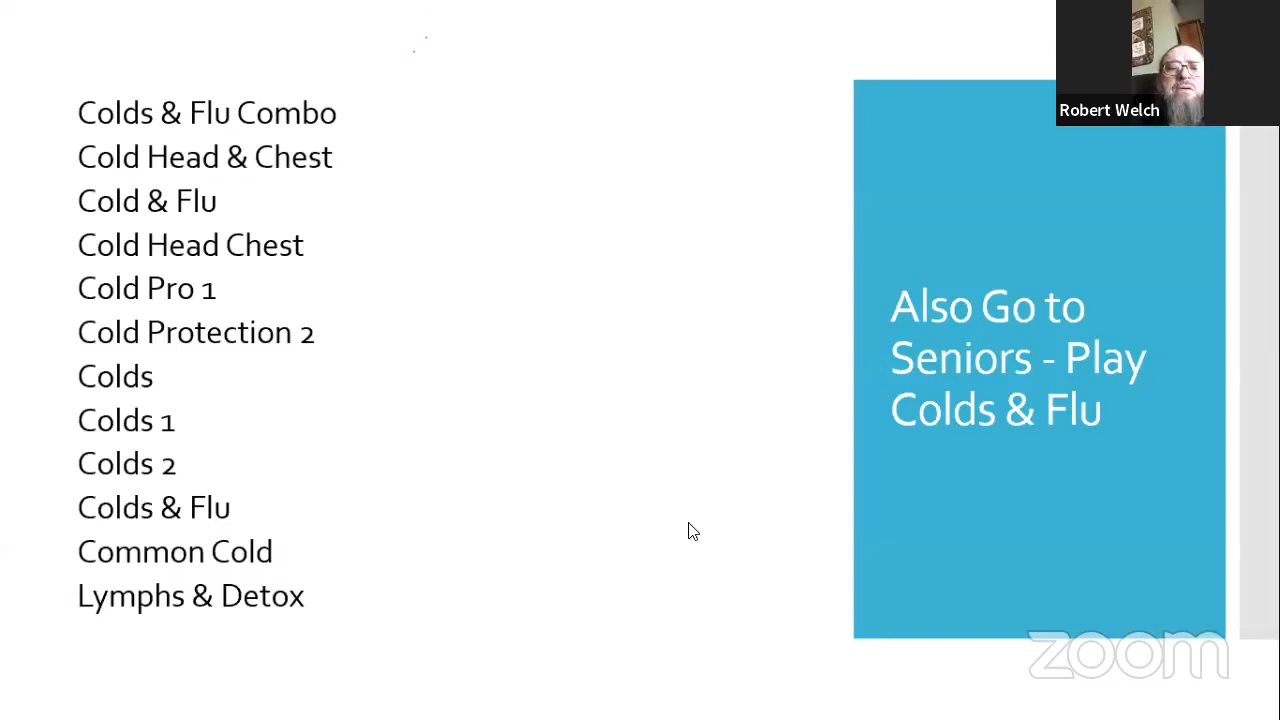 Colds & Flu Combo
Cold Head & Chest
Cold & Flu
Cold Head Chest
Cold Pro 1
Cold Protection 2
Colds
Colds 1
Colds 2
Colds & Flu
Common Cold
Lymphs & Detox
Also Go to
Seniors - Play
Colds & Flu
Robert Welch
zoom